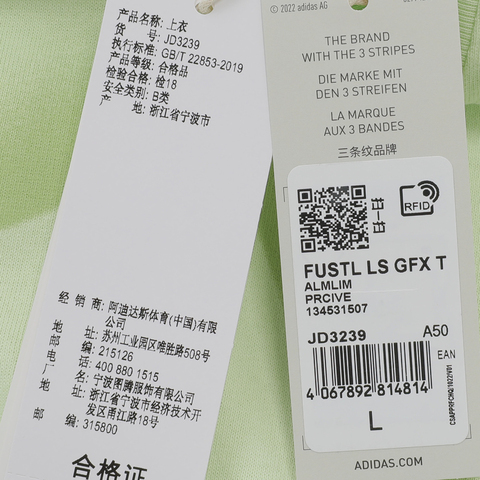 产品名称: 上衣
货 号: JD3239
执行标准: GB/T 22853-2019
产品等级: 合格品
检验合格: 检18
安全类别: B类
产 地: 浙江省宁波市
经 销 商: 阿迪达斯体育(中国)有限
公司
地 址: 苏州工业园区唯胜路508号
邮 编: 215126
电 话: 400 880 1515
厂 名: 宁波图腾服饰有限公司
地 址: 浙江省宁波市经济技术开
发区甬江路18号
邮 编: 315800
合格证
© 2022 adidas AG
THE BRAND
WITH THE 3 STRIPES
DIE MARKE MIT
DEN 3 STREIFEN
LA MARQUE
AUX 3 BANDES
三条纹品牌
RFID
FUSTL LS GFX T
ALMLIM
PRCIVE
134531507
JD3239 A50
EAN
4 067892 814814
L
ADIDAS.COM